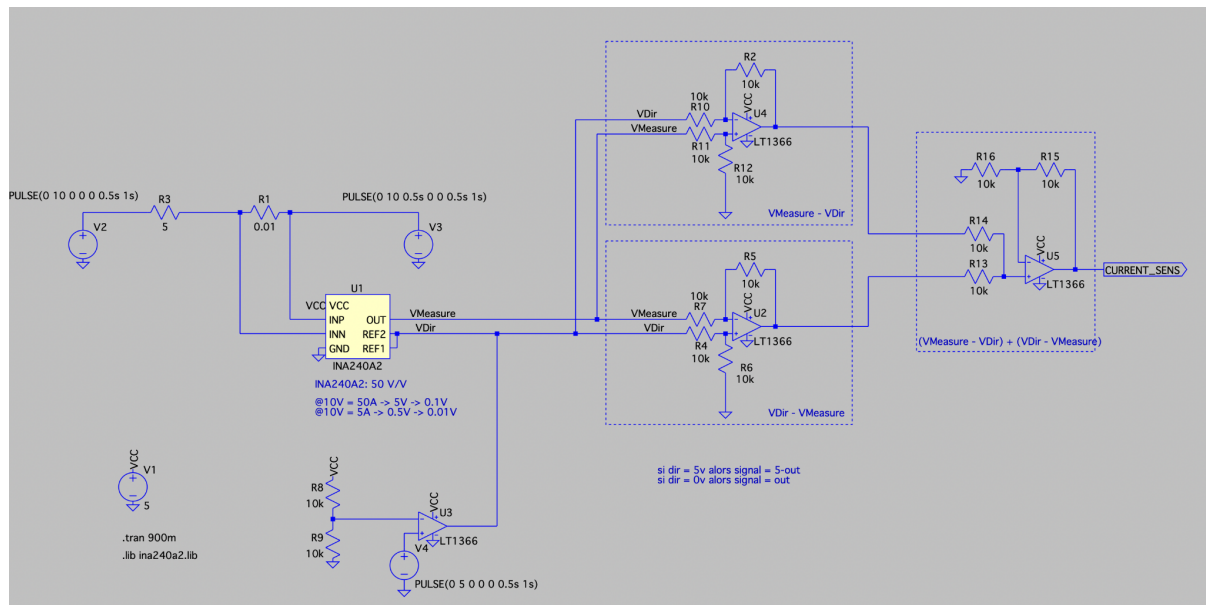 R2
10k
VCC
10k
R10
U4
VDir
VMeasure
LT1366
R11
10k
R12
10k
VMeasure - VDir
R16
10k
R15
10k
R14
10k
VCC
U5
R13
10k
LT1366
CURRENT_SENS
(VMeasure - VDir) + (VDir - VMeasure)
PULSE(0 10 0 0 0 0.5s 1s)
R3
5
V2
R1
0.01
PULSE(0 10 0.5s 0 0 0.5s 1s)
V3
U1
VCC
VCC
INP
OUT
INN
REF2
GND
REF1
INA240A2
VMeasure
VDir
INA240A2: 50 V/V
@10V = 50A -> 5V -> 0.1V
@10V = 5A -> 0.5V -> 0.01V
R5
10k
VCC
10k
R7
U2
VMeasure
VDir
LT1366
R4
10k
R6
10k
VDir - VMeasure
si dir = 5v alors signal = 5-out
si dir = 0v alors signal = out
VCC
V1
5
.tran 900m
.lib ina240a2.lib
VCC
R8
10k
VCC
U3
R9
10k
LT1366
V4
PULSE(0 5 0 0 0 0.5s 1s)